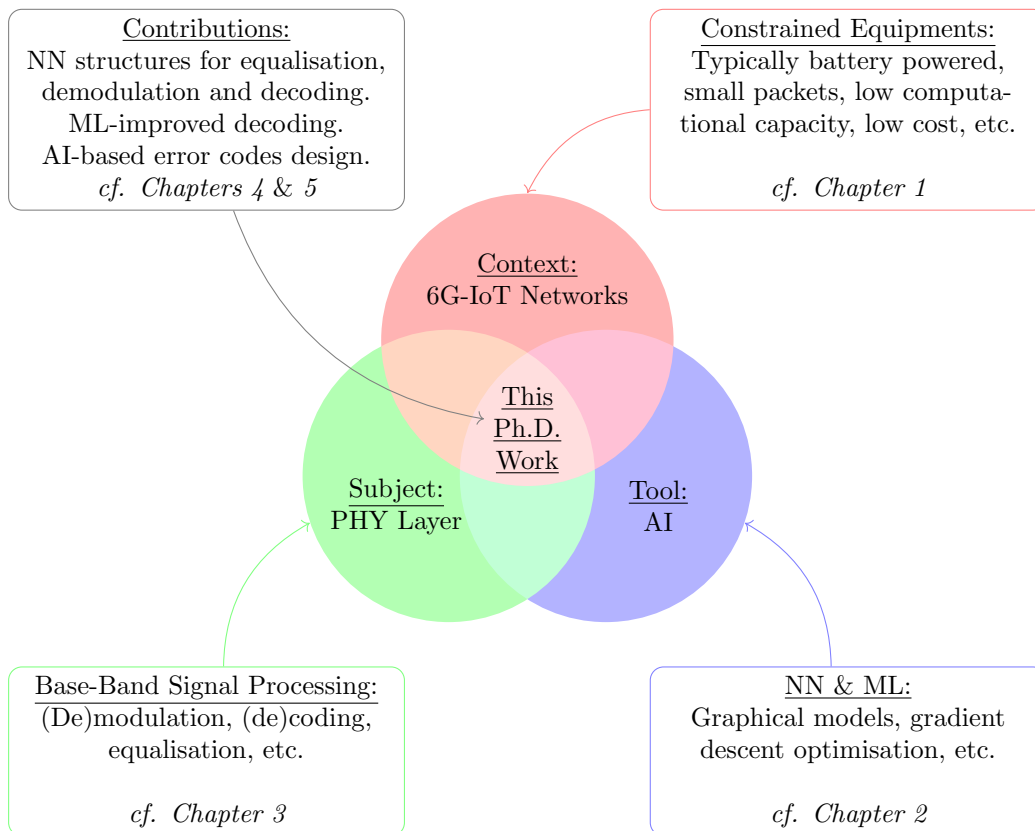 Contributions:
NN structures for equalisation,
demodulation and decoding.
ML-improved decoding.
AI-based error codes design.
cf. Chapters 4 & 5
Constrained Equipments:
Typically battery powered,
small packets, low computa-
tional capacity, low cost, etc.
cf. Chapter 1
Context:
6G-IoT Networks
This
Ph.D.
Work
Subject:
PHY Layer
Tool:
AI
Base-Band Signal Processing:
(De)modulation, (de)coding,
equalisation, etc.
cf. Chapter 3
NN & ML:
Graphical models, gradient
descent optimisation, etc.
cf. Chapter 2